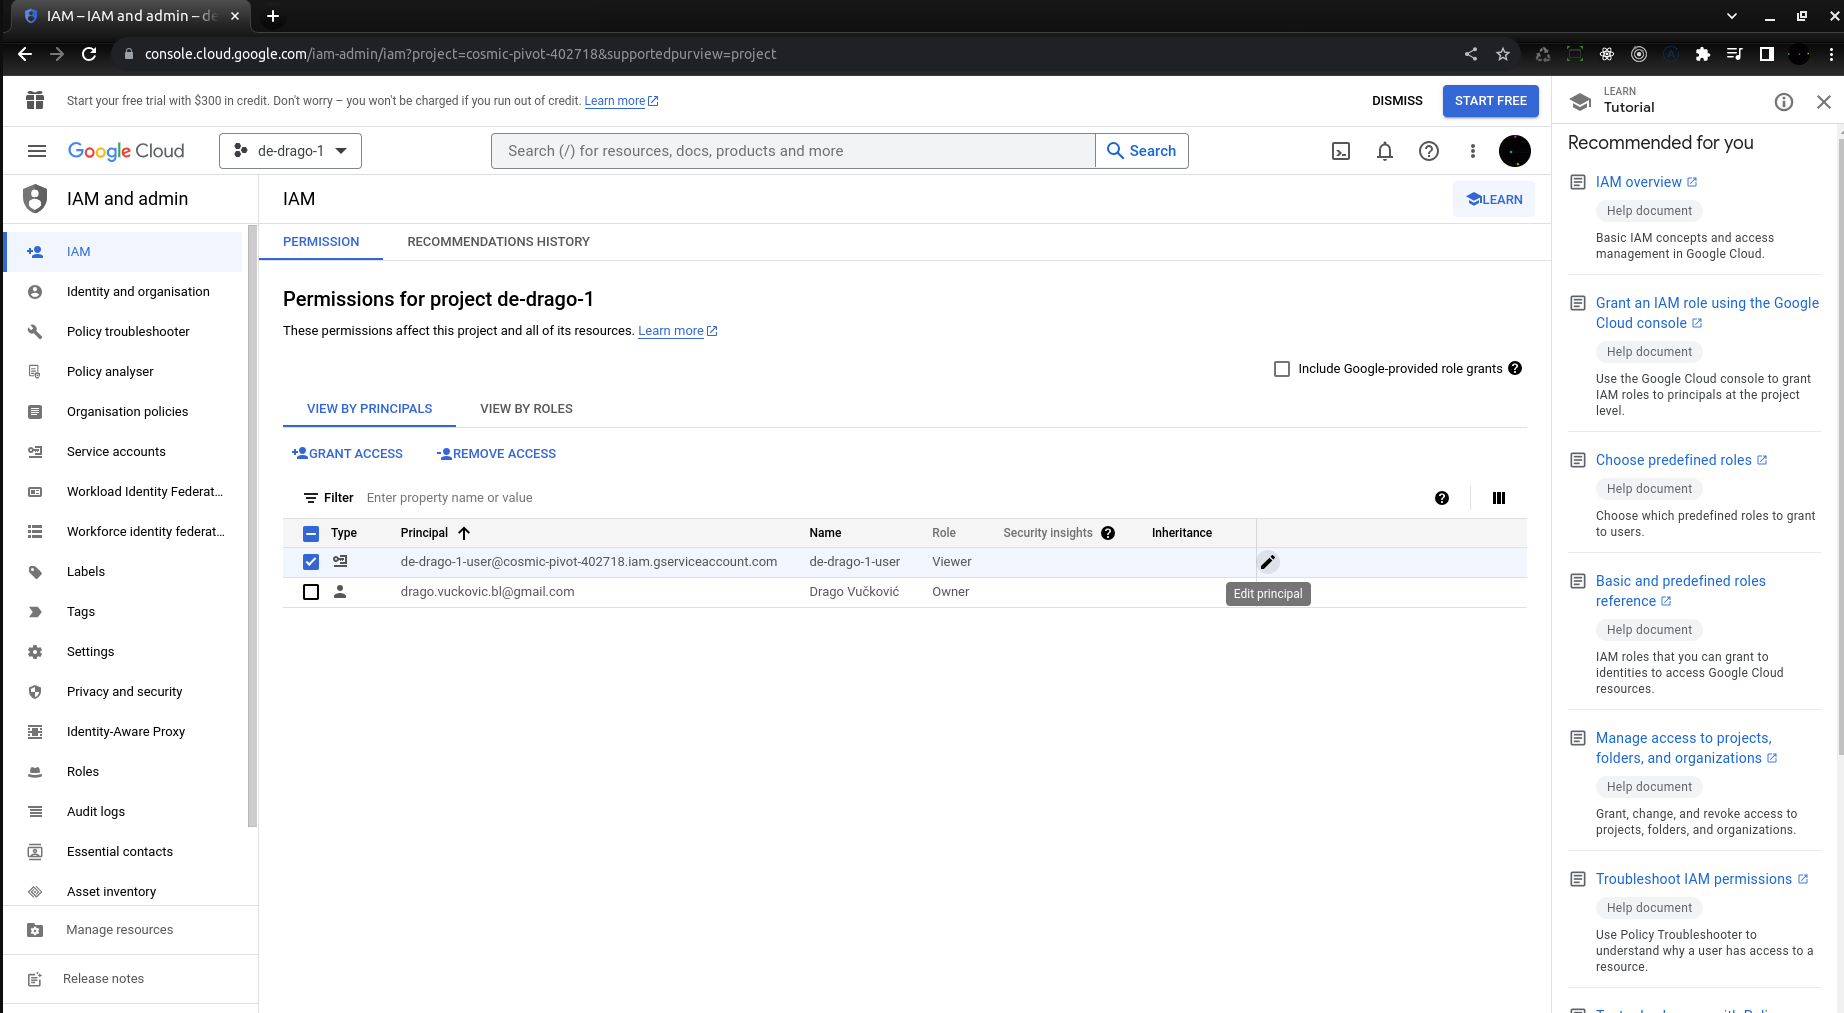 IAM – IAM and admin – de
console.cloud.google.com/iam-admin/iam?project=cosmic-pivot-402718&supportedpurview=project
Start your free trial with $300 in credit. Don't worry – you won't be charged if you run out of credit. Learn more
DISMISS
START FREE
Google Cloud
de-drago-1
Search (/) for resources, docs, products and more
Search
IAM and admin
IAM
Identity and organisation
Policy troubleshooter
Policy analyser
Organisation policies
Service accounts
Workload Identity Federat...
Workforce identity federat...
Labels
Tags
Settings
Privacy and security
Identity-Aware Proxy
Roles
Audit logs
Essential contacts
Asset inventory
Manage resources
Release notes
IAM
LEARN
PERMISSION
RECOMMENDATIONS HISTORY
Permissions for project de-drago-1
These permissions affect this project and all of its resources. Learn more
Include Google-provided role grants
VIEW BY PRINCIPALS
VIEW BY ROLES
GRANT ACCESS
REMOVE ACCESS
Filter Enter property name or value
Type Principal Name Role Security insights Inheritance
de-drago-1-user@cosmic-pivot-402718.iam.gserviceaccount.com de-drago-1-user Viewer
Edit principal
drago.vuckovic.bl@gmail.com Drago Vučković Owner
LEARN
Tutorial
Recommended for you
IAM overview
Help document
Basic IAM concepts and access
management in Google Cloud.
Grant an IAM role using the Google
Cloud console
Help document
Use the Google Cloud console to grant
IAM roles to principals at the project
level.
Choose predefined roles
Help document
Choose which predefined roles to grant
to users.
Basic and predefined roles
reference
Help document
IAM roles that you can grant to
identities to access Google Cloud
resources.
Manage access to projects,
folders, and organizations
Help document
Grant, change, and revoke access to
projects, folders, and organizations.
Troubleshoot IAM permissions
Help document
Use Policy Troubleshooter to
understand why a user has access to a
resource.